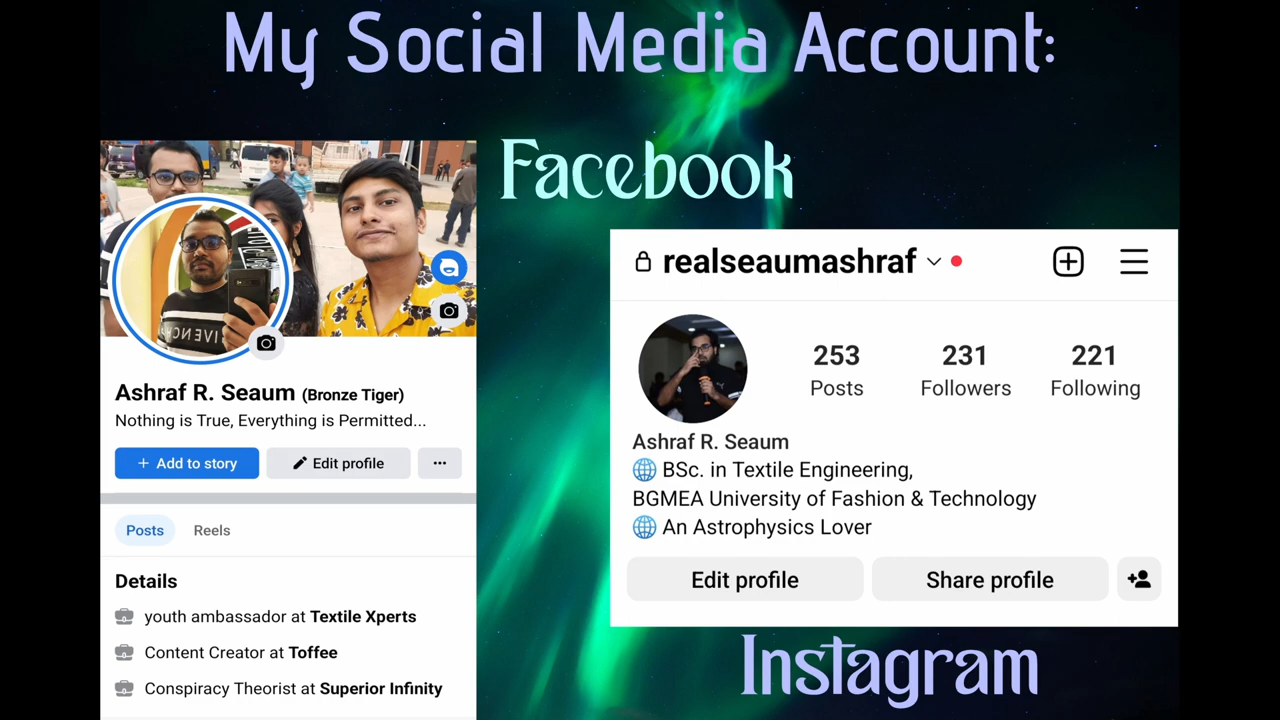 My Social Media Account:
Facebook
Ashraf R. Seaum (Bronze Tiger)
Nothing is True, Everything is Permitted...
+ Add to story
Edit profile
Posts
Reels
Details
youth ambassador at Textile Xperts
Content Creator at Toffee
Conspiracy Theorist at Superior Infinity
realseaumashraf
253
231
221
Posts
Followers
Following
Ashraf R. Seaum
BSc. in Textile Engineering,
BGMEA University of Fashion & Technology
An Astrophysics Lover
Edit profile
Share profile
Instagram